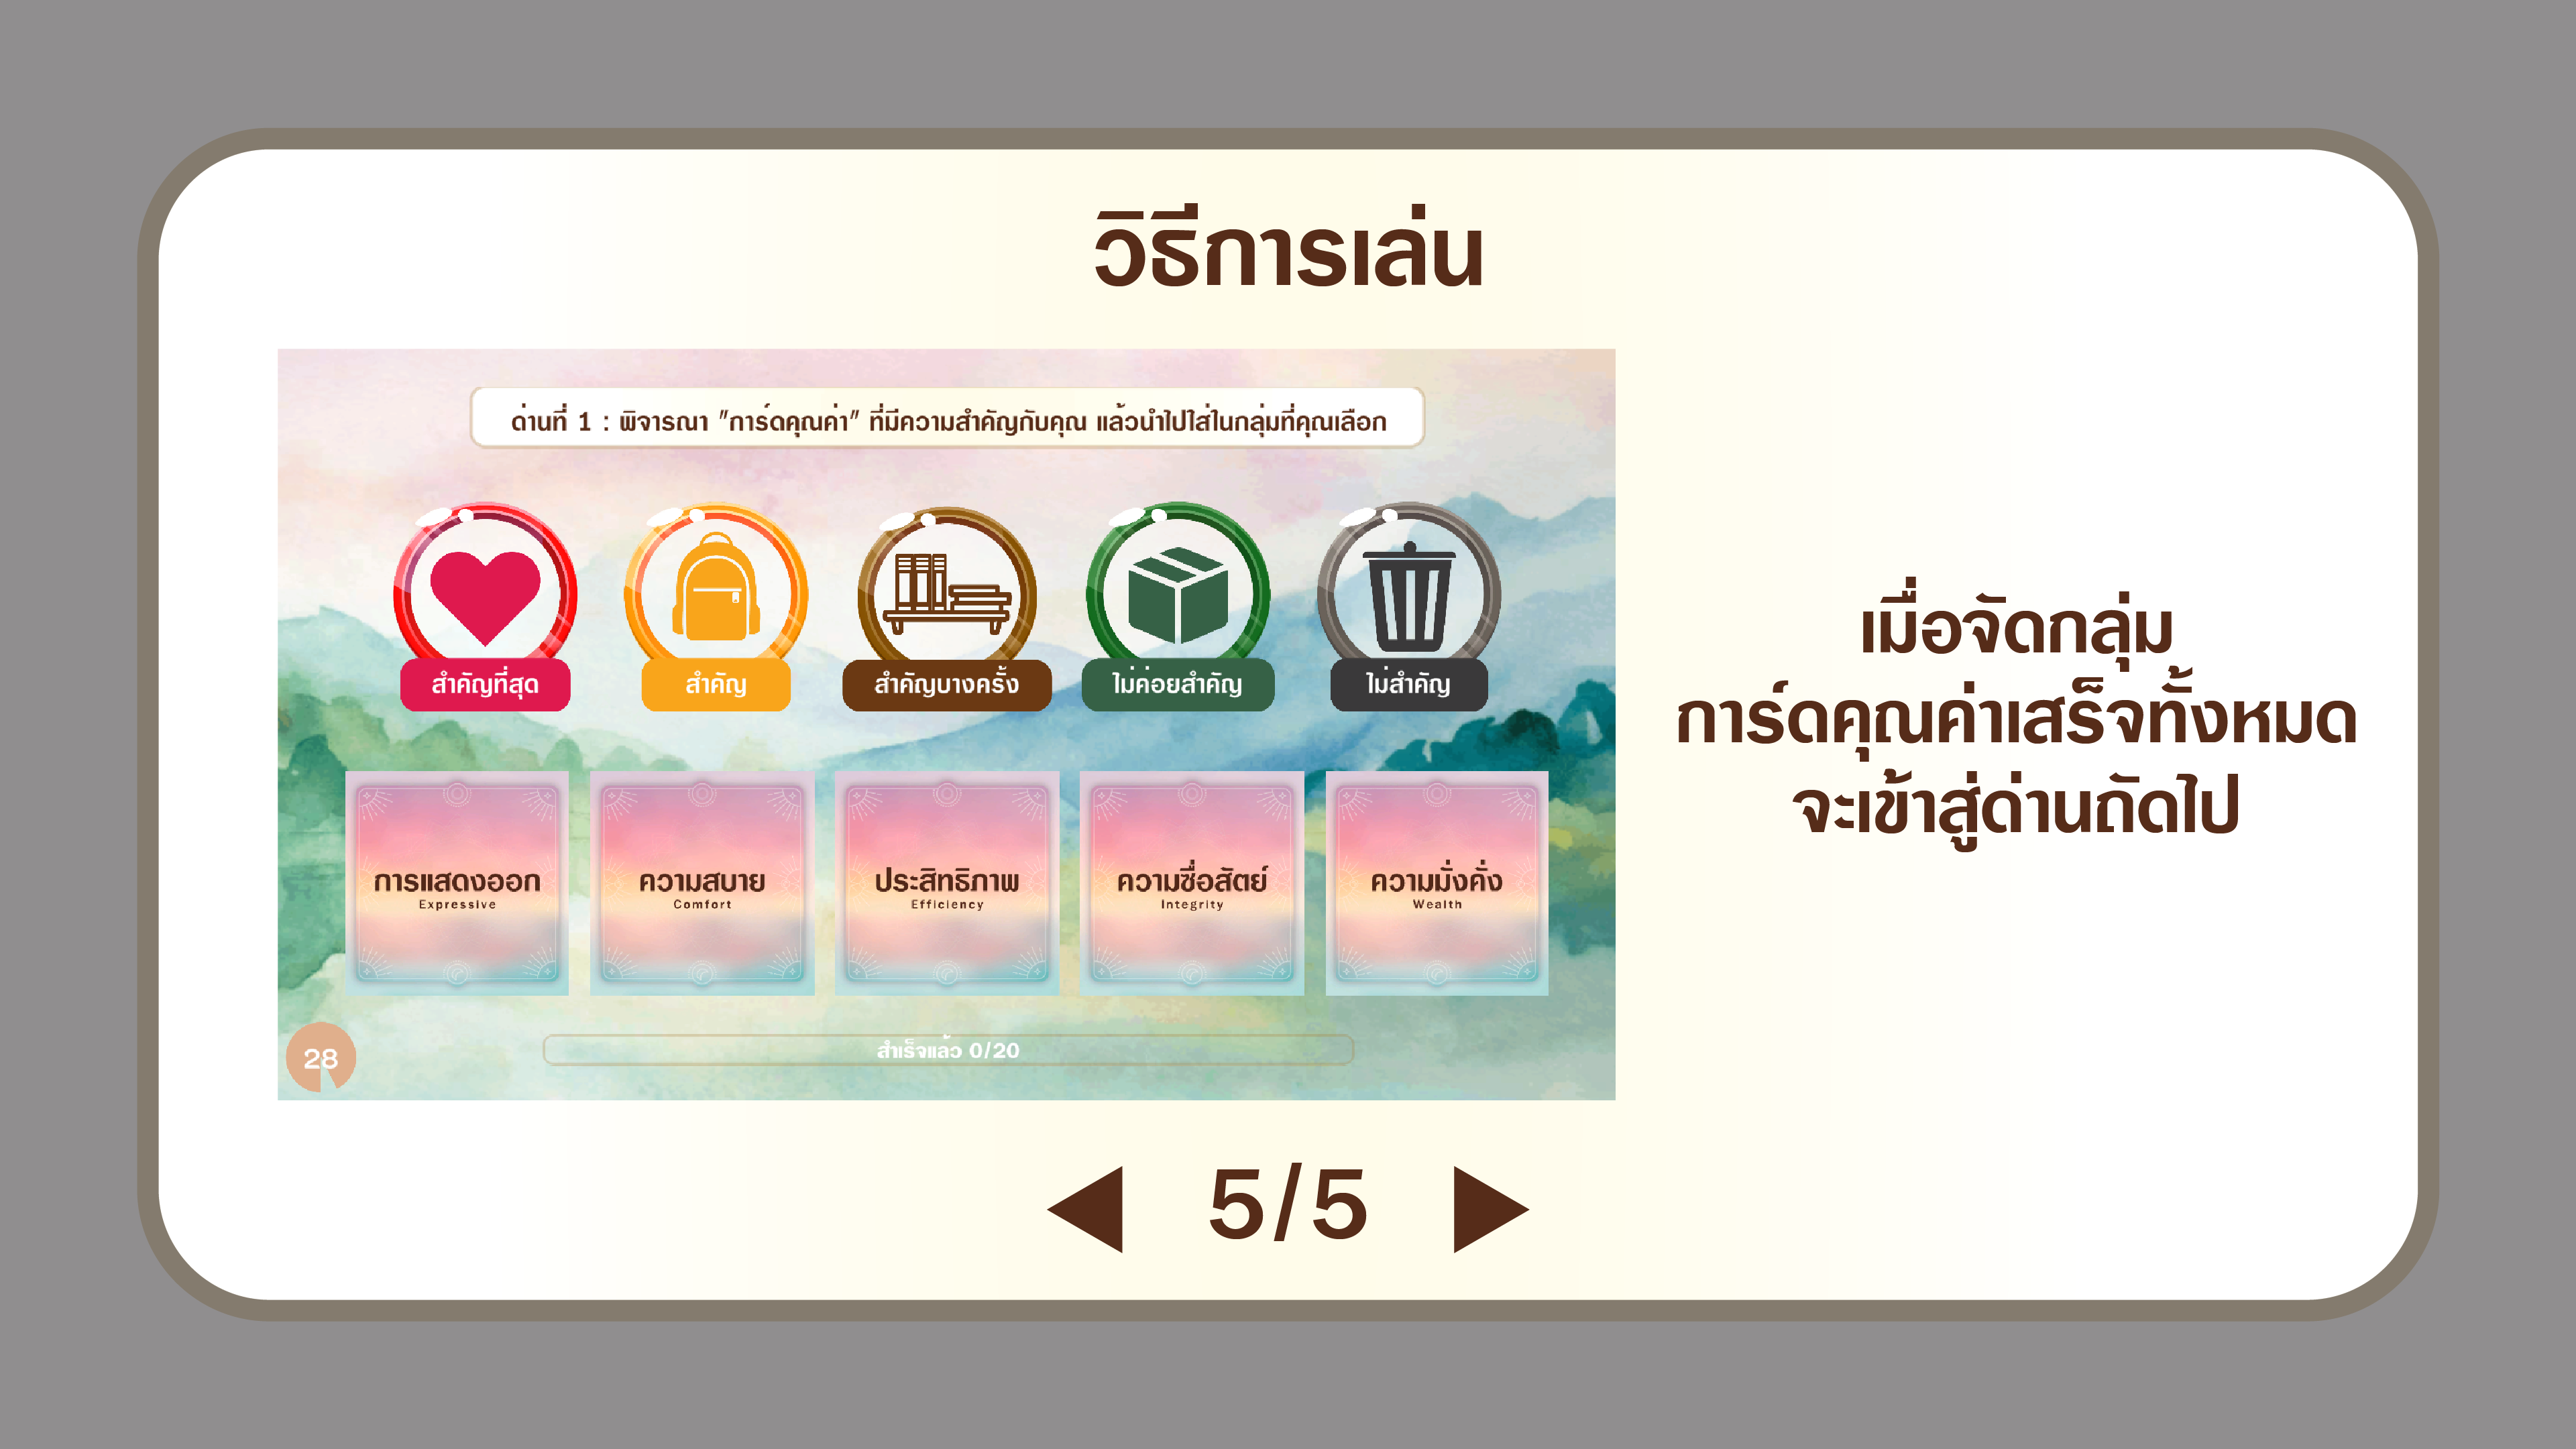 วิธีการเล่น
ด่านที่ 1 : พิจารณา "การ์ดคุณค่า" ที่มีความสำคัญกับคุณ แล้วนำไปใส่ในกลุ่มที่คุณเลือก
สำคัญที่สุด
สำคัญ
สำคัญบางครั้ง
ไม่ค่อยสำคัญ
ไม่สำคัญ
การแสดงออก
Expressive
ความสบาย
Comfort
ประสิทธิภาพ
Efficiency
ความซื่อสัตย์
Integrity
ความมั่งคั่ง
Wealth
28
สำเร็จแล้ว 0/20
เมื่อจัดกลุ่ม
การ์ดคุณค่าเสร็จทั้งหมด
จะเข้าสู่ด่านถัดไป
5/5